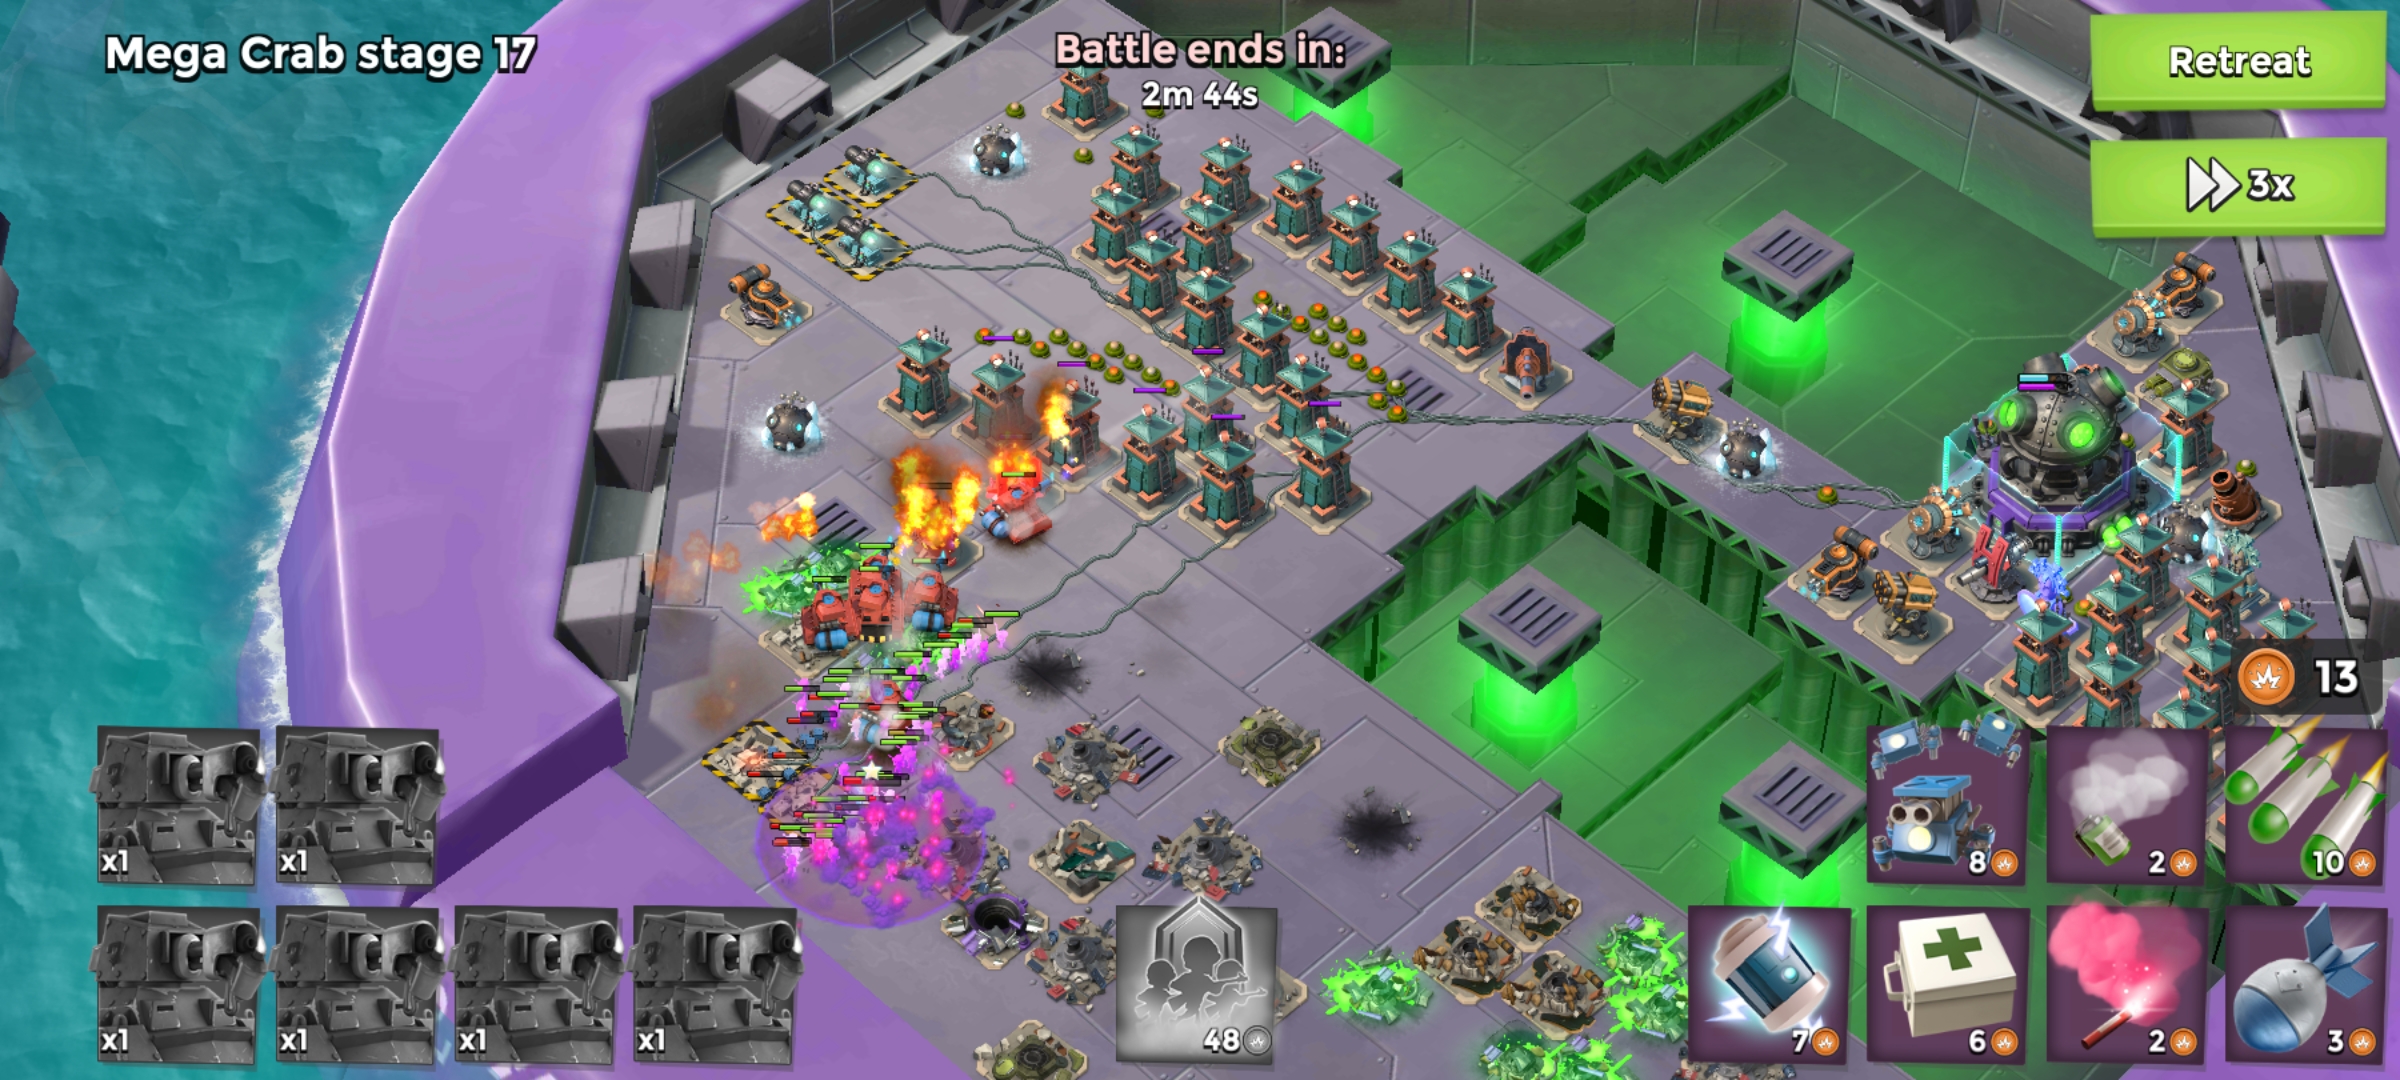 Mega Crab stage 17
Battle ends in:
2m 44s
Retreat
3x
13
x1
x1
8
2
10
x1
x1
x1
x1
48
7
6
2
3